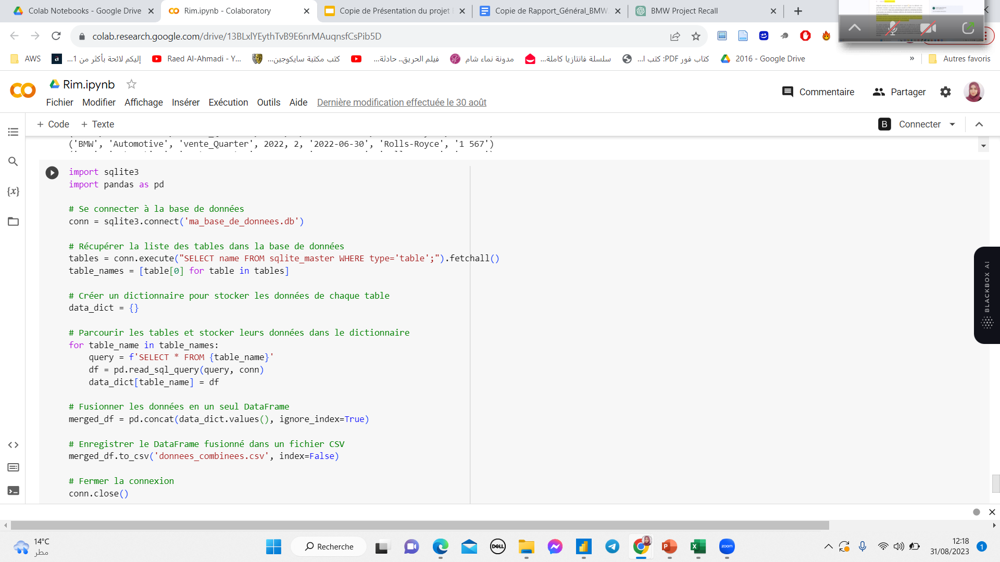 Colab Notebooks - Google Drive
Rim.ipynb - Colaboratory
Copie de Présentation du projet
Copie de Rapport_Général_BMW
BMW Project Recall
colab.research.google.com/drive/13BLxlYEythTvB9E6nrMAuqnsfCsPib5D
AWS
إليكم لائحة بأكثر من 1...
Raed Al-Ahmadi - Y...
كتب مكتبة سايكوجين...
فيلم الحريق.. حادثة...
مدونة نماء شام
سلسلة فانتازيا كاملة...
كتاب فور PDF: كتب ا...
2016 - Google Drive
»
Autres favoris
Rim.ipynb
Commentaire
Partager
Fichier Modifier Affichage Insérer Exécution Outils Aide Dernière modification effectuée le 30 août
+ Code + Texte
B Connecter
('BMW', 'Automotive', 'vente_Quarter', 2022, 2, '2022-06-30', 'Rolls-Royce', '1 567')
import sqlite3
import pandas as pd
# Se connecter à la base de données
conn = sqlite3.connect('ma_base_de_donnees.db')
# Récupérer la liste des tables dans la base de données
tables = conn.execute("SELECT name FROM sqlite_master WHERE type='table';").fetchall()
table_names = [table[0] for table in tables]
# Créer un dictionnaire pour stocker les données de chaque table
data_dict = {}
# Parcourir les tables et stocker leurs données dans le dictionnaire
for table_name in table_names:
    query = f'SELECT * FROM {table_name}'
    df = pd.read_sql_query(query, conn)
    data_dict[table_name] = df
# Fusionner les données en un seul DataFrame
merged_df = pd.concat(data_dict.values(), ignore_index=True)
# Enregistrer le DataFrame fusionné dans un fichier CSV
merged_df.to_csv('donnees_combinees.csv', index=False)
# Fermer la connexion
conn.close()
BLACKBOX AI
14°C
مطر
Recherche
DELL
zoom
12:18
31/08/2023
1